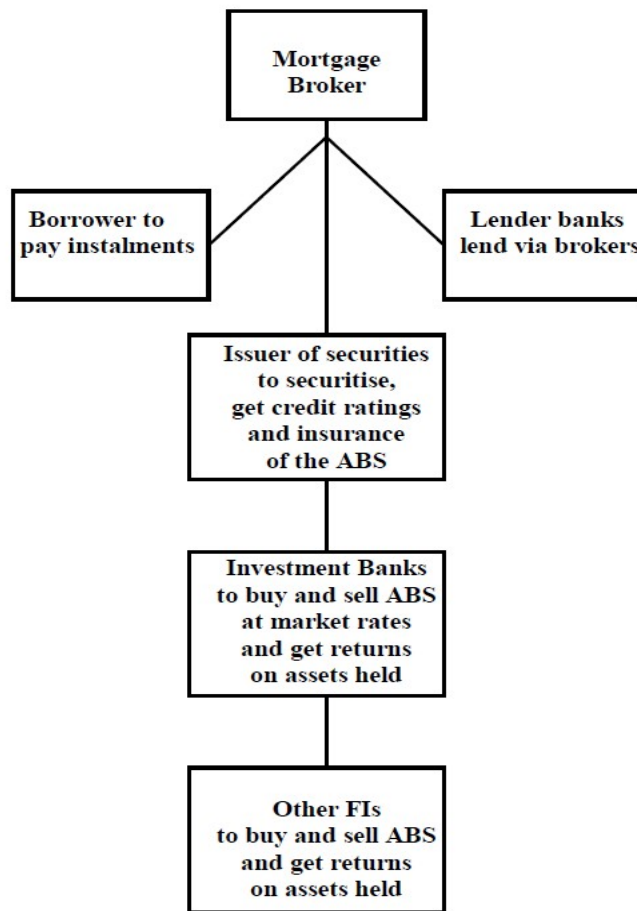 Mortgage
Broker
Borrower to
pay instalments
Lender banks
lend via brokers
Issuer of securities
to securitise,
get credit ratings
and insurance
of the ABS
Investment Banks
to buy and sell ABS
at market rates
and get returns
on assets held
Other FIs
to buy and sell ABS
and get returns
on assets held